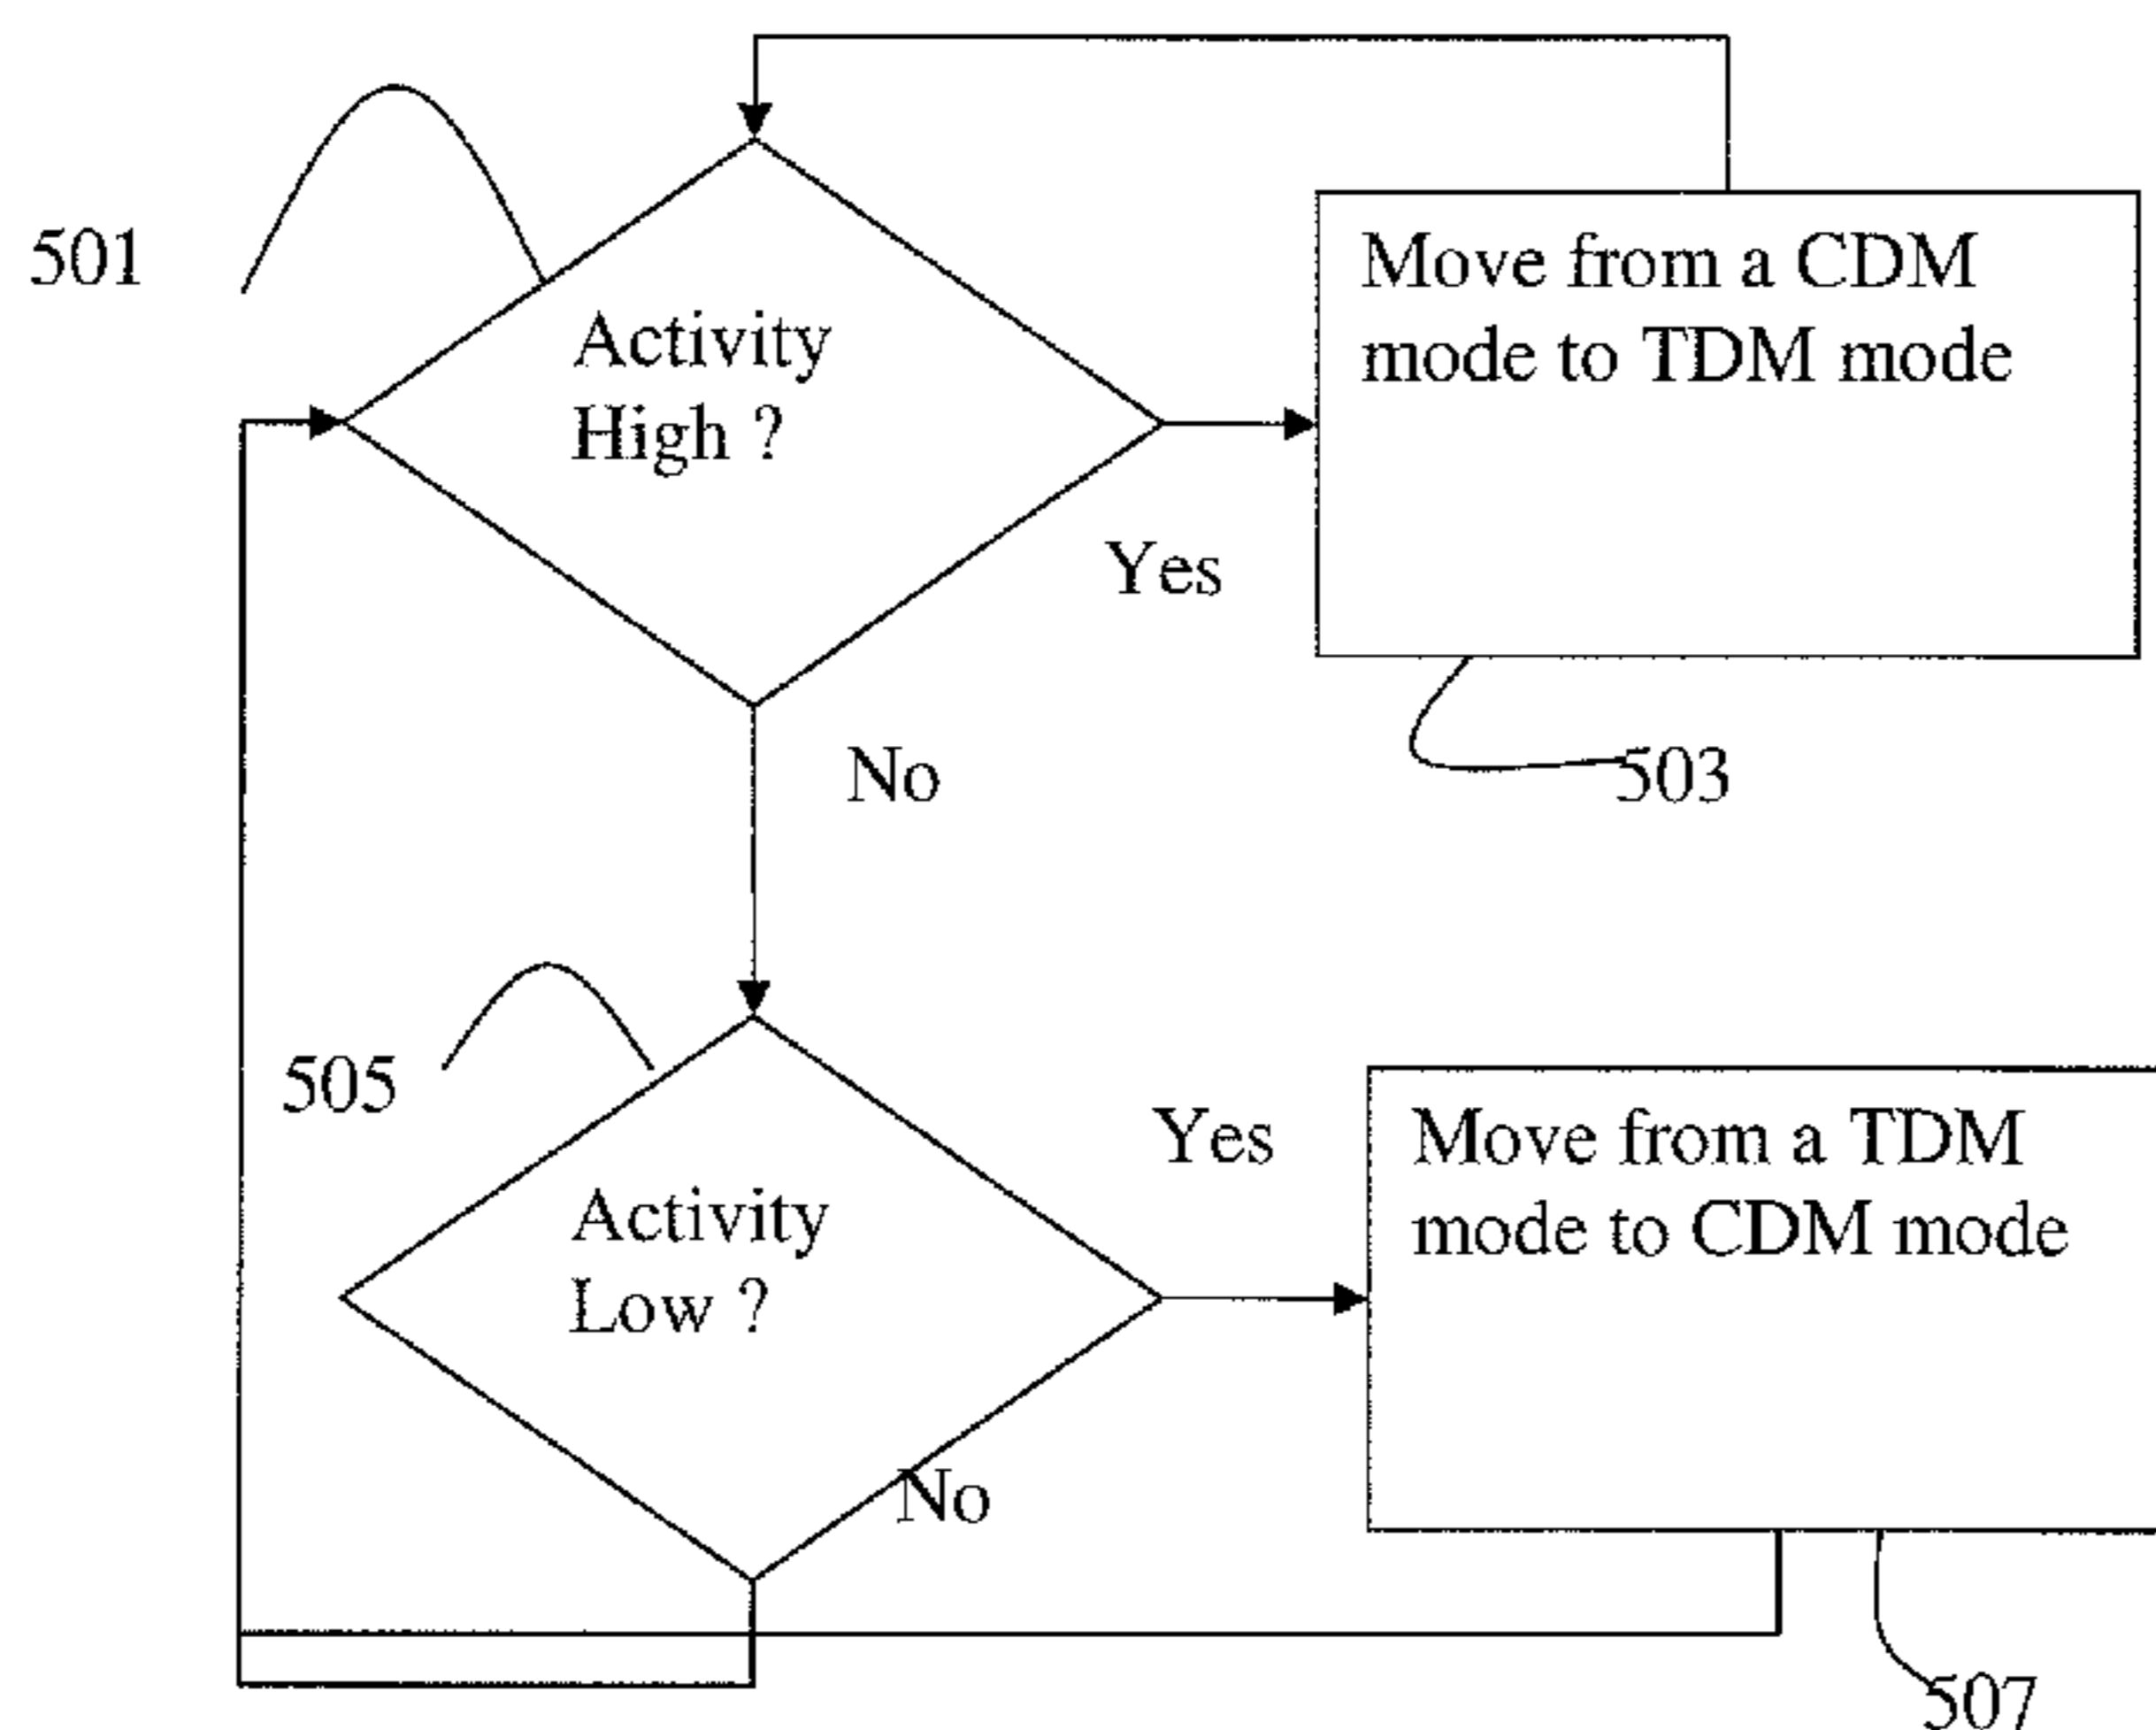 501
Activity
High ?
Move from a CDM
mode to TDM mode
Yes
503
No
505
Activity
Low ?
Yes
Move from a TDM
mode to CDM mode
No
507